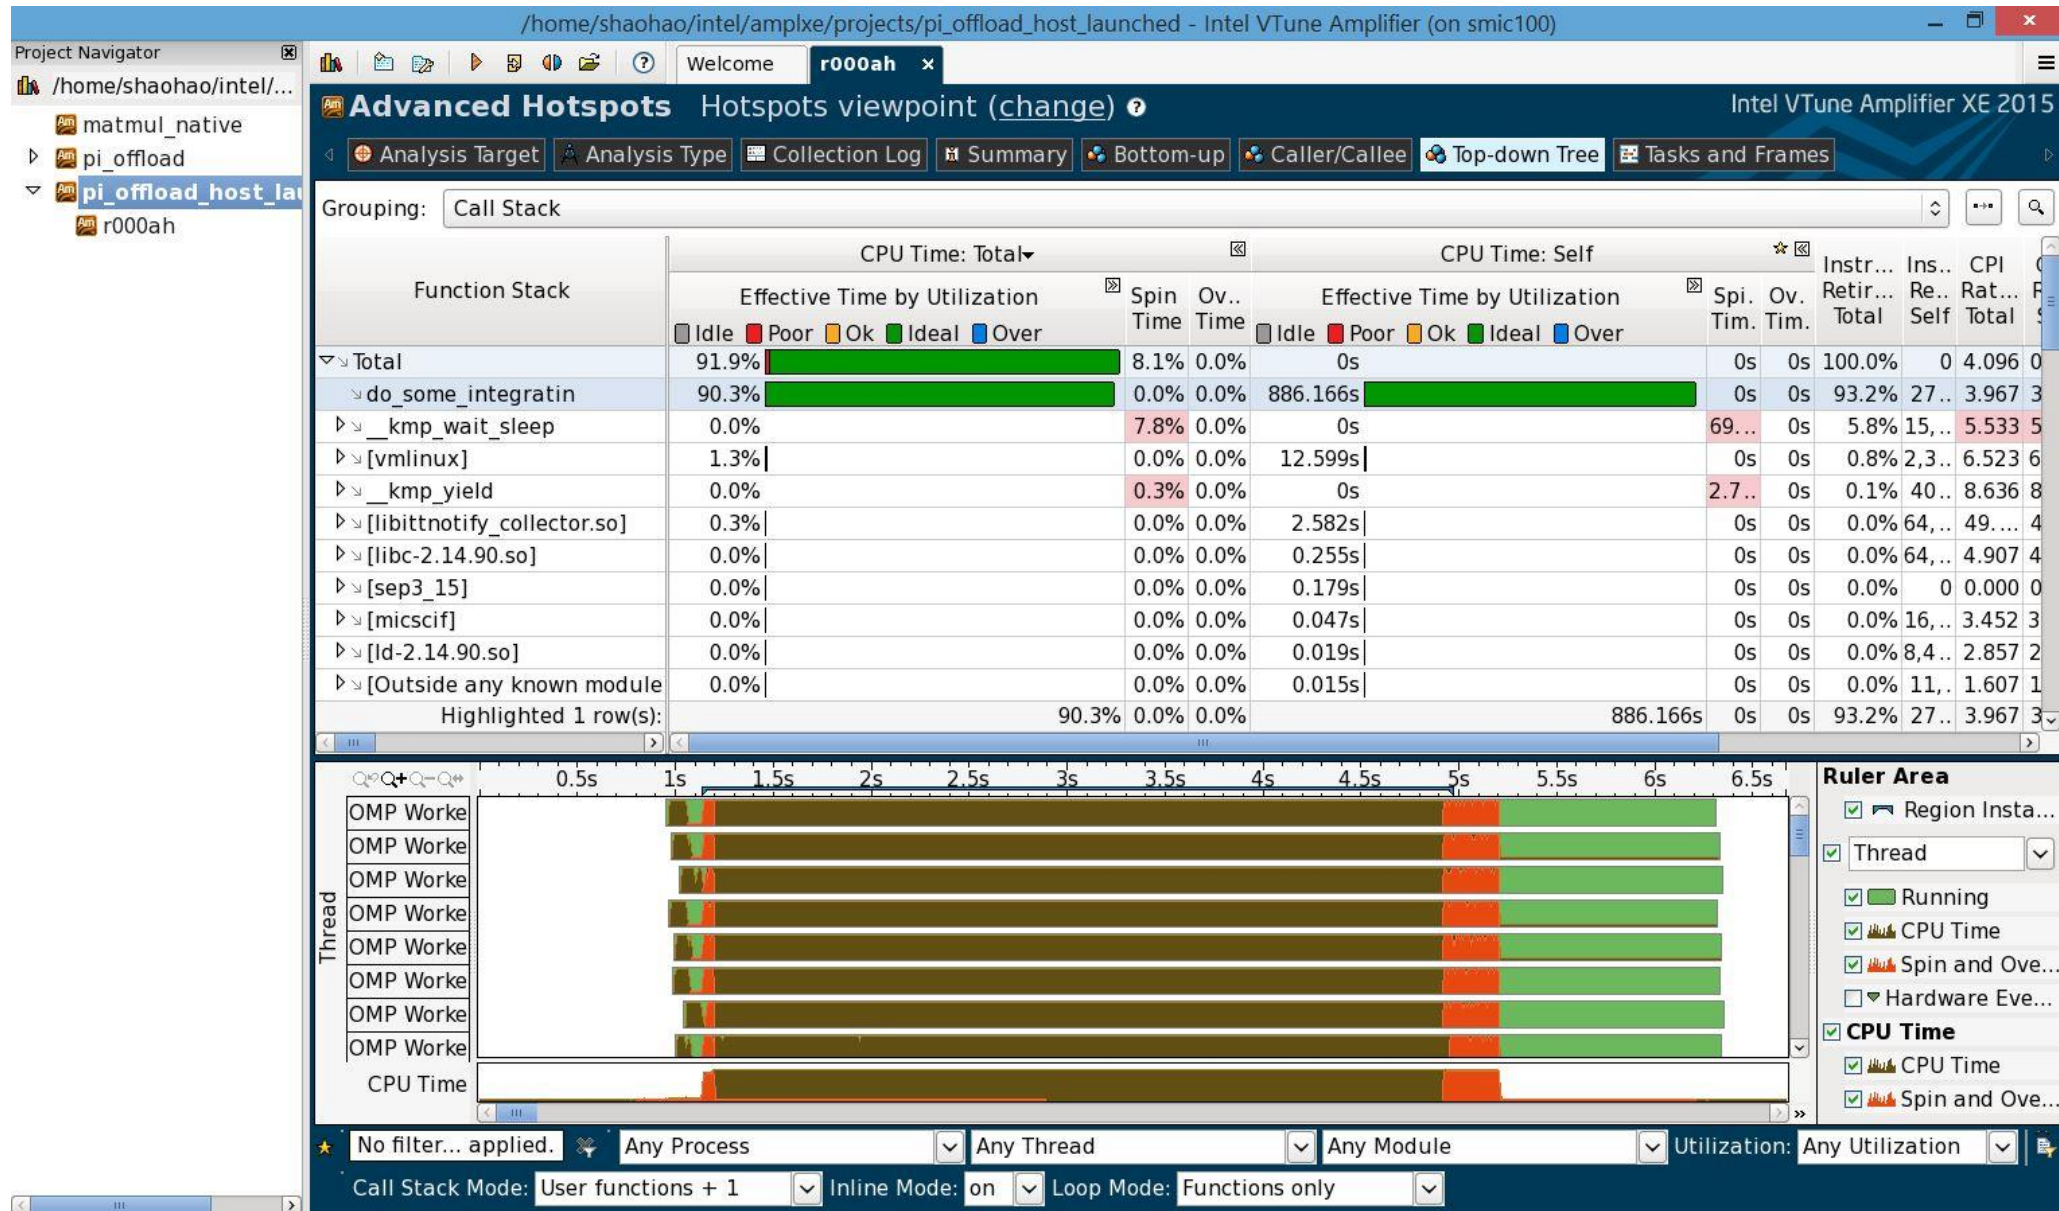 /home/shaohao/intel/amplxe/projects/pi_offload_host_launched - Intel VTune Amplifier (on smic100)
Project Navigator
/home/shaohao/intel/...
matmul_native
pi_offload
pi_offload_host_lau
r000ah
Welcome
r000ah
Advanced Hotspots Hotspots viewpoint (change)
Intel VTune Amplifier XE 2015
Analysis Target Analysis Type Collection Log Summary Bottom-up Caller/Callee Top-down Tree Tasks and Frames
Grouping: Call Stack
Function Stack
CPU Time: Total
CPU Time: Self
Instr... Retir... Total
Ins.. Re.. Self
CPI Rat... Total
Effective Time by Utilization
Idle Poor Ok Ideal Over
Spin Time
Ov.. Time
Effective Time by Utilization
Idle Poor Ok Ideal Over
Spi. Tim.
Ov. Tim.
Total 91.9% 8.1% 0.0% 0s 0s 0s 100.0% 0 4.096 0
do_some_integratin 90.3% 0.0% 0.0% 886.166s 0s 0s 93.2% 27.. 3.967 3
__kmp_wait_sleep 0.0% 7.8% 0.0% 0s 69... 0s 5.8% 15,.. 5.533 5
[vmlinux] 1.3% 0.0% 0.0% 12.599s 0s 0s 0.8% 2,3.. 6.523 6
__kmp_yield 0.0% 0.3% 0.0% 0s 2.7.. 0s 0.1% 40.. 8.636 8
[libittnotify_collector.so] 0.3% 0.0% 0.0% 2.582s 0s 0s 0.0% 64,.. 49.... 4
[libc-2.14.90.so] 0.0% 0.0% 0.0% 0.255s 0s 0s 0.0% 64,.. 4.907 4
[sep3_15] 0.0% 0.0% 0.0% 0.179s 0s 0s 0.0% 0 0.000 0
[micscif] 0.0% 0.0% 0.0% 0.047s 0s 0s 0.0% 16,.. 3.452 3
[ld-2.14.90.so] 0.0% 0.0% 0.0% 0.019s 0s 0s 0.0% 8,4.. 2.857 2
[Outside any known module 0.0% 0.0% 0.0% 0.015s 0s 0s 0.0% 11,. 1.607 1
Highlighted 1 row(s): 90.3% 0.0% 0.0% 886.166s 0s 0s 93.2% 27.. 3.967 3
0.5s 1s 1.5s 2s 2.5s 3s 3.5s 4s 4.5s 5s 5.5s 6s 6.5s
Thread
OMP Worke
OMP Worke
OMP Worke
OMP Worke
OMP Worke
OMP Worke
OMP Worke
OMP Worke
CPU Time
Ruler Area
Region Insta...
Thread
Running
CPU Time
Spin and Ove...
Hardware Eve...
CPU Time
CPU Time
Spin and Ove...
No filter... applied. Any Process Any Thread Any Module Utilization: Any Utilization
Call Stack Mode: User functions + 1 Inline Mode: on Loop Mode: Functions only